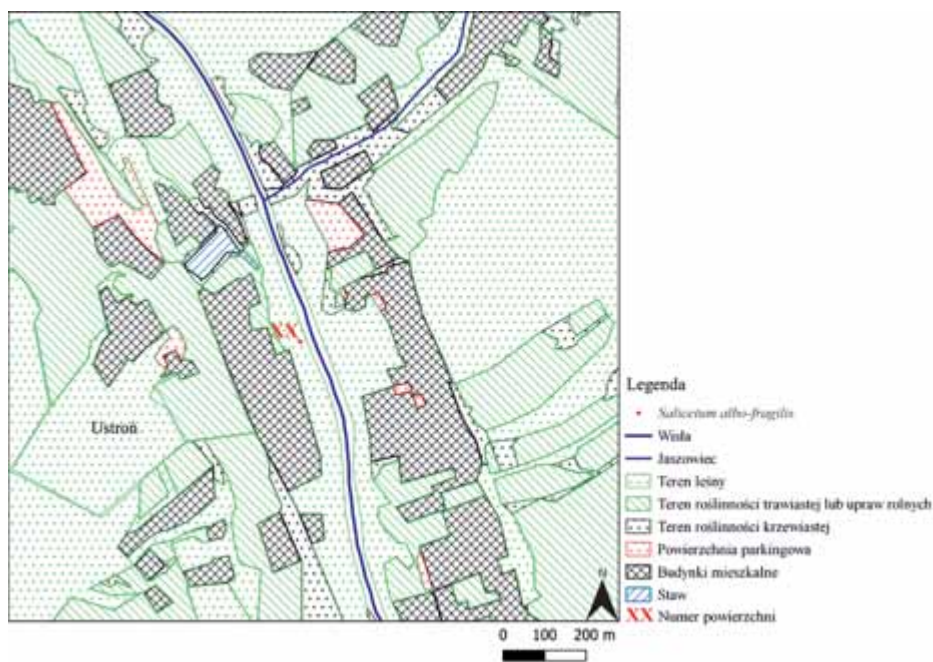 XX
Ustroń
Legenda
Salicetum albo-fragilis
Wisła
Jaszowiec
Teren leśny
Teren roślinności trawiastej lub upraw rolnych
Teren roślinności krzewiastej
Powierzchnia parkingowa
Budynki mieszkalne
Staw
XX Numer powierzchni
N
0 100 200 m